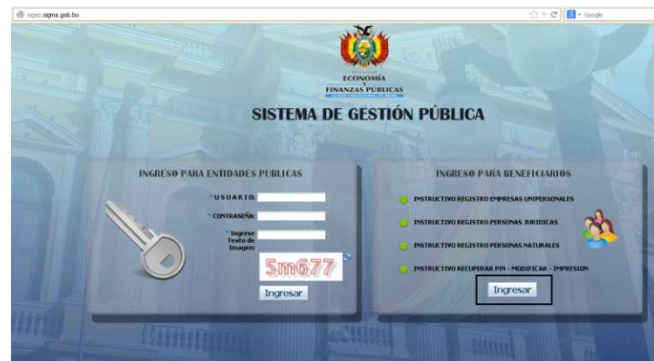 sigma.gob.bo
Google
ECONOMÍA
Y
FINANZAS PÚBLICAS
SISTEMA DE GESTIÓN PÚBLICA
INGRESO PARA ENTIDADES PÚBLICAS
* USUARIO:
* CONTRASEÑA:
* Ingrese
Texto de
Imagen:
5m677
Ingresar
INGRESO PARA BENEFICIARIOS
INSTRUCTIVO REGISTRO EMPRESAS UNIPERSONALES
INSTRUCTIVO REGISTRO PERSONAS JURIDICAS
INSTRUCTIVO REGISTRO PERSONAS NATURALES
INSTRUCTIVO RECUPERAR PIN - MODIFICAR - IMPRESION
Ingresar